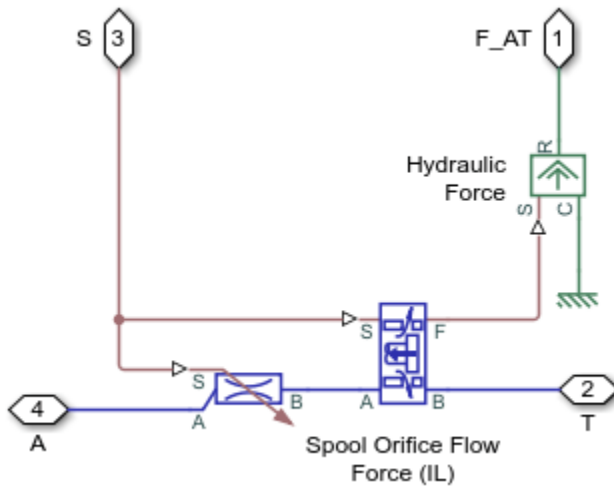 S 3
F_AT 1
R
Hydraulic
Force
S C
S F
S
4 A B A B 2
A T
Spool Orifice Flow
Force (IL)